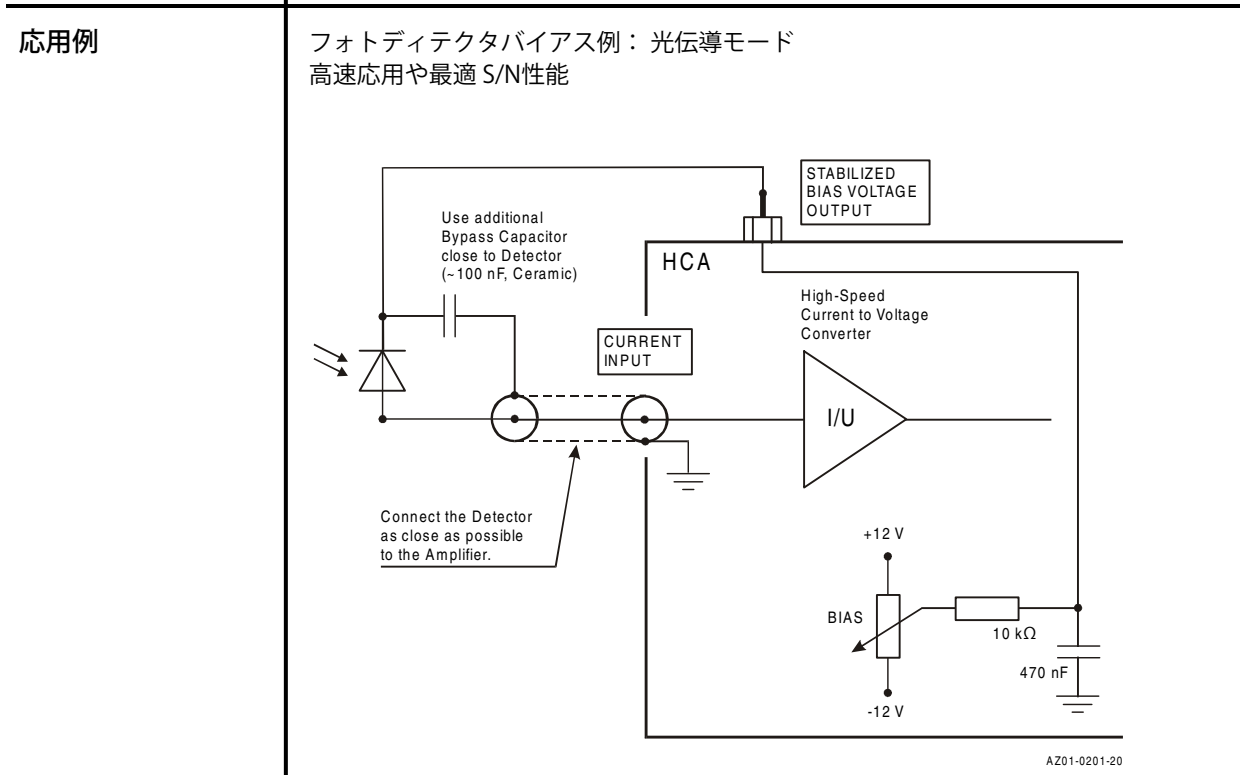 応用例
フォトディテクタバイアス例： 光伝導モード
高速応用や最適 S/N性能
STABILIZED
BIAS VOLTAGE
OUTPUT
Use additional
Bypass Capacitor
close to Detector
(~100 nF, Ceramic)
HCA
High-Speed
Current to Voltage
Converter
CURRENT
INPUT
I/U
Connect the Detector
as close as possible
to the Amplifier.
+12 V
BIAS
10 kΩ
470 nF
-12 V
AZ01-0201-20